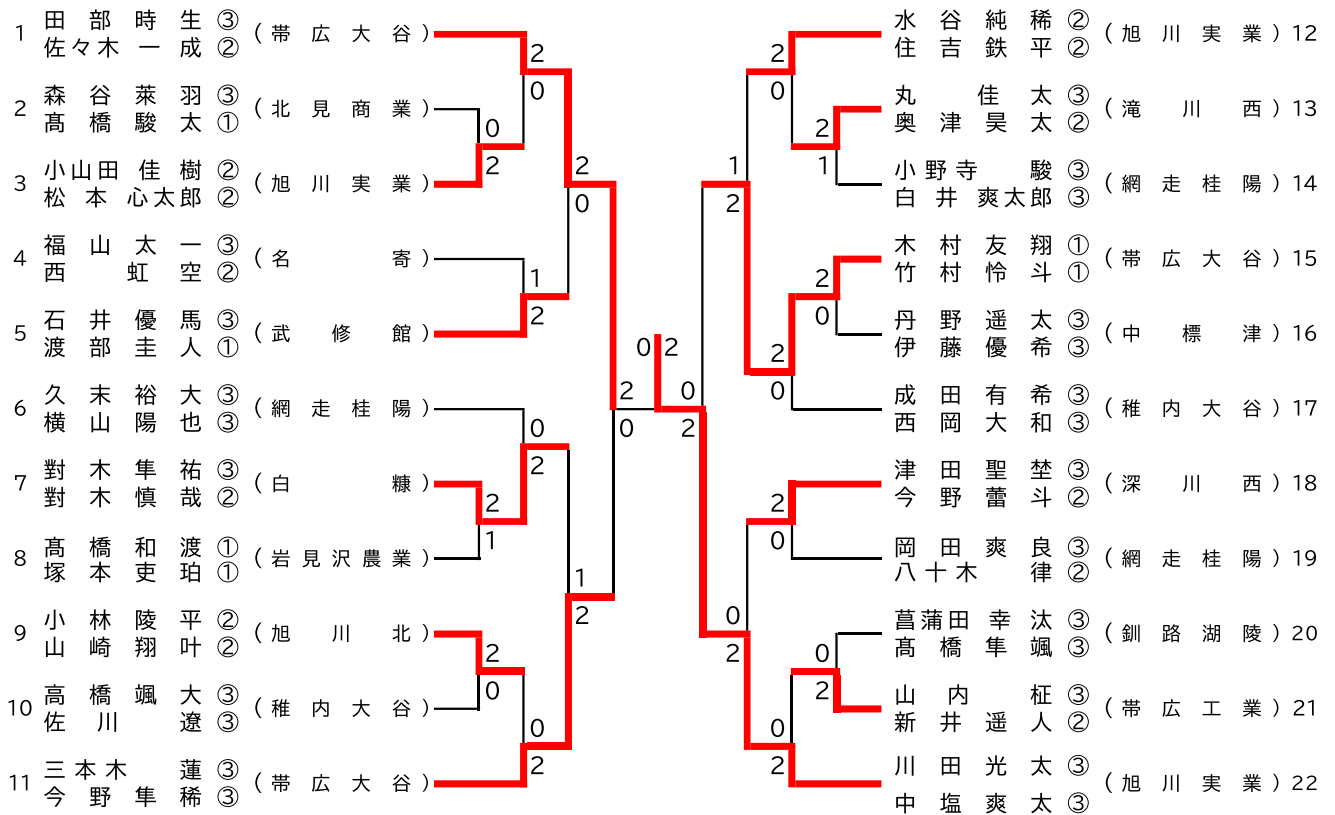 1 田部時生③ 佐々木一成② (帯広大谷)
2 森谷萊羽③ 髙橋駿太① (北見商業)
3 小山田佳樹② 松本心太郎② (旭川実業)
4 福山太一③ 西虹空② (名寄)
5 石井優馬③ 渡部圭人① (武修館)
6 久末裕大③ 横山陽也③ (網走桂陽)
7 對木隼祐③ 對木慎哉② (白糠)
8 髙橋和渡① 塚本吏珀① (岩見沢農業)
9 小林陵平② 山崎翔叶② (旭川北)
10 高橋颯大③ 佐川遼③ (稚内大谷)
11 三本木蓮③ 今野隼稀③ (帯広大谷)
2
0
0
2
2
0
1
2
2
0
0
2
2
1
1
2
2
0
0
2
0 2
0
2
水谷純稀② 住吉鉄平② (旭川実業) 12
丸佳太③ 奥津昊太② (滝川西) 13
小野寺駿③ 白井爽太郎③ (網走桂陽) 14
木村友翔① 竹村怜斗① (帯広大谷) 15
丹野遥太③ 伊藤優希③ (中標津) 16
成田有希③ 西岡大和③ (稚内大谷) 17
津田聖埜③ 今野蕾斗② (深川西) 18
岡田爽良③ 八十木律② (網走桂陽) 19
菖蒲田幸汰③ 髙橋隼颯③ (釧路湖陵) 20
山内柾③ 新井遥人② (帯広工業) 21
川田光太③ 中塩爽太③ (旭川実業) 22
2
0
2
1
1
2
2
0
2
0
2
0
0
2
0
2
0
2